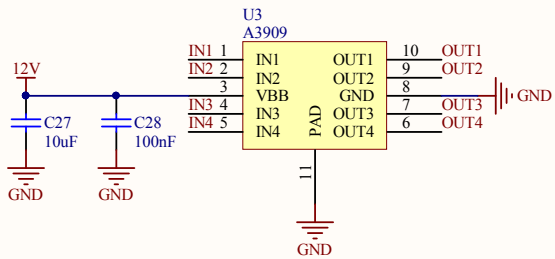 U3
A3909
IN1 1 IN1 OUT1 10 OUT1
12V IN2 2 IN2 OUT2 9 OUT2
3 VBB GND 8 GND
IN3 4 IN3 OUT3 7 OUT3
IN4 5 IN4 OUT4 6 OUT4
PAD
11
C27
10uF
C28
100nF
GND
GND
GND